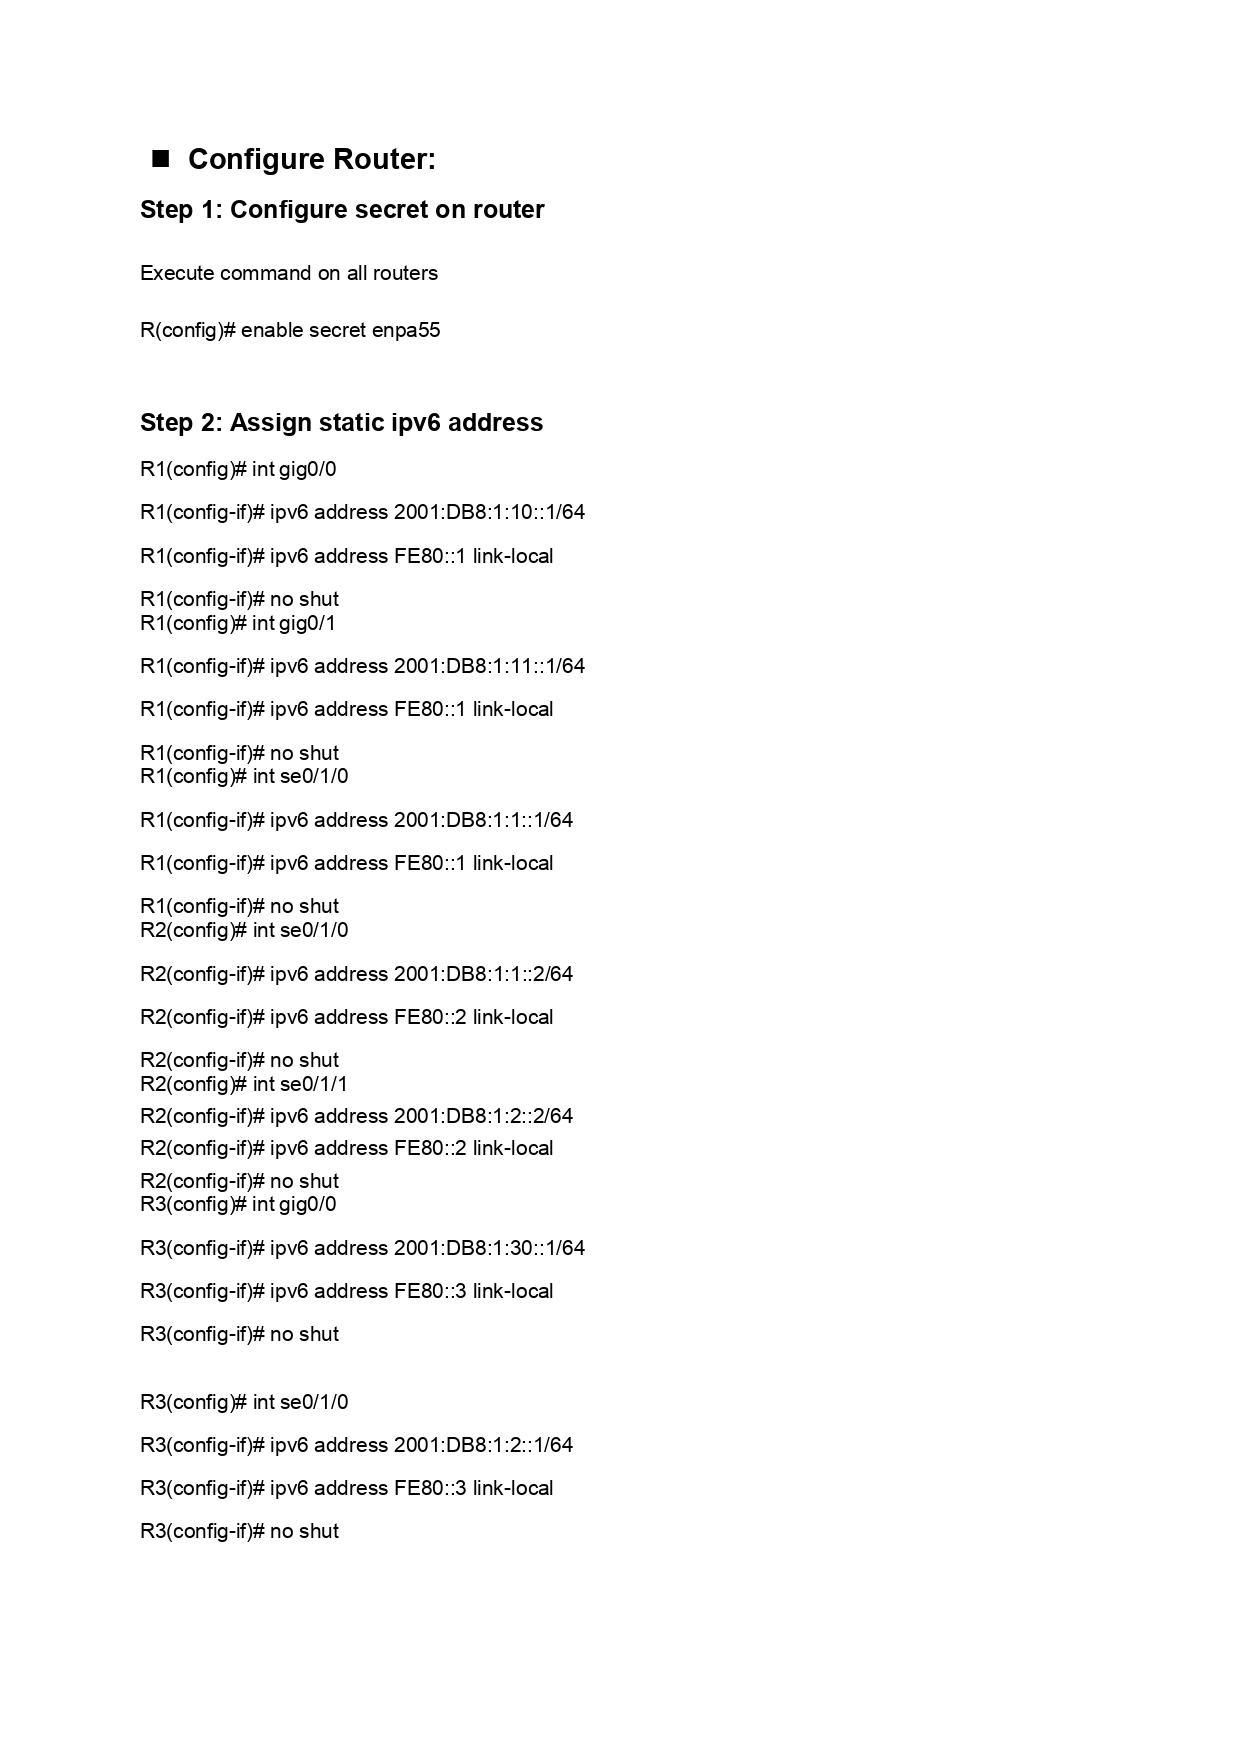 ■ Configure Router:
Step 1: Configure secret on router
Execute command on all routers
R(config)# enable secret enpa55
Step 2: Assign static ipv6 address
R1(config)# int gig0/0
R1(config-if)# ipv6 address 2001:DB8:1:10::1/64
R1(config-if)# ipv6 address FE80::1 link-local
R1(config-if)# no shut
R1(config)# int gig0/1
R1(config-if)# ipv6 address 2001:DB8:1:11::1/64
R1(config-if)# ipv6 address FE80::1 link-local
R1(config-if)# no shut
R1(config)# int se0/1/0
R1(config-if)# ipv6 address 2001:DB8:1:1::1/64
R1(config-if)# ipv6 address FE80::1 link-local
R1(config-if)# no shut
R2(config)# int se0/1/0
R2(config-if)# ipv6 address 2001:DB8:1:1::2/64
R2(config-if)# ipv6 address FE80::2 link-local
R2(config-if)# no shut
R2(config)# int se0/1/1
R2(config-if)# ipv6 address 2001:DB8:1:2::2/64
R2(config-if)# ipv6 address FE80::2 link-local
R2(config-if)# no shut
R3(config)# int gig0/0
R3(config-if)# ipv6 address 2001:DB8:1:30::1/64
R3(config-if)# ipv6 address FE80::3 link-local
R3(config-if)# no shut
R3(config)# int se0/1/0
R3(config-if)# ipv6 address 2001:DB8:1:2::1/64
R3(config-if)# ipv6 address FE80::3 link-local
R3(config-if)# no shut